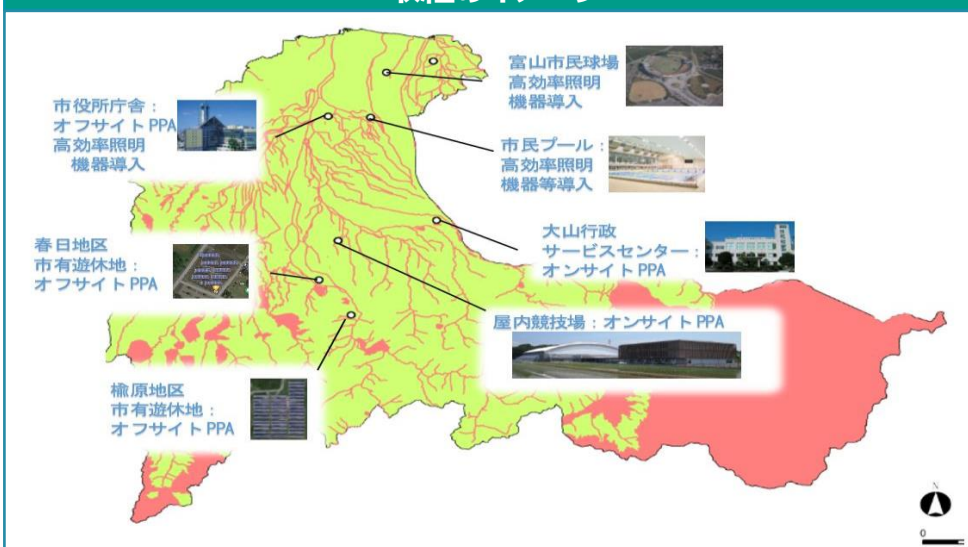 富山市民球場
高効率照明
機器導入
市役所庁舎：
オフサイトPPA
高効率照明
機器導入
市民プール：
高効率照明
機器等導入
大山行政
サービスセンター：
オンサイトPPA
春日地区
市有遊休地：
オフサイトPPA
屋内競技場：オンサイトPPA
楡原地区
市有遊休地：
オフサイトPPA
N
0